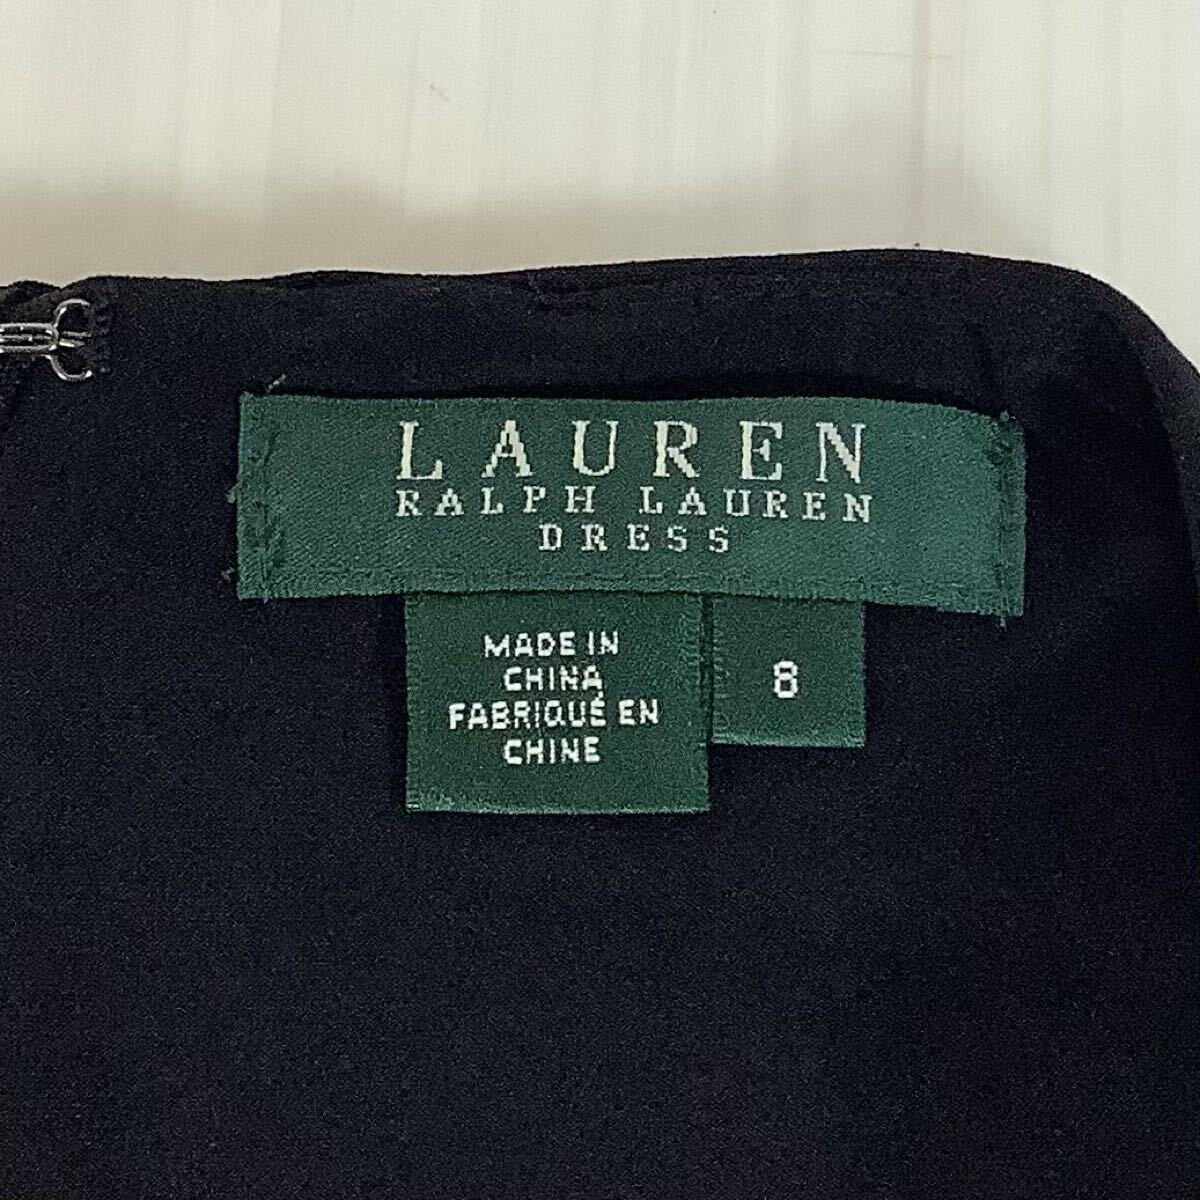 LAUREN
RALPH LAUREN
DRESS
MADE IN
CHINA
FABRIQUÉ EN
CHINE
8